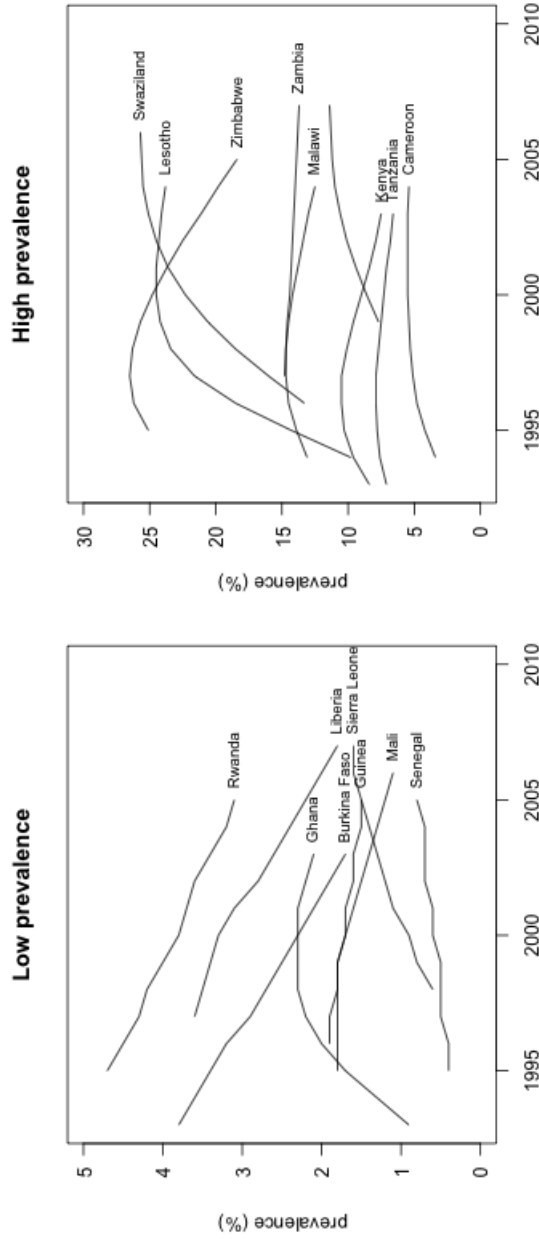 Low prevalence
prevalence (%)
5
4
3
2
1
0
Rwanda
Ghana
Liberia
Burkina Faso
Sierra Leone
Guinea
Mali
Senegal
1995 2000 2005 2010
High prevalence
prevalence (%)
30
25
20
15
10
5
0
Swaziland
Lesotho
Zimbabwe
Zambia
Malawi
Kenya
Tanzania
Cameroon
1995 2000 2005 2010